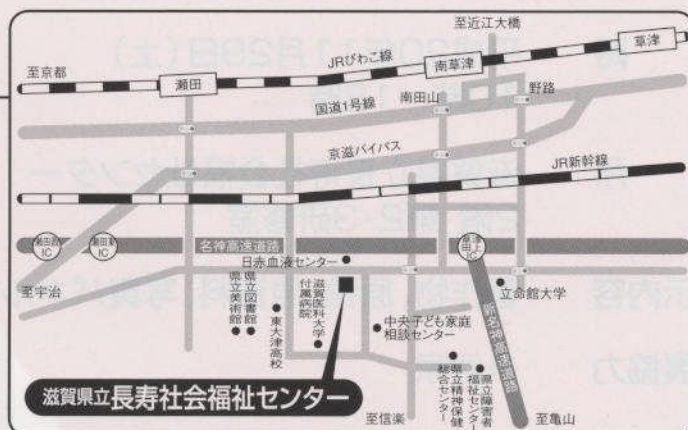 至近江大橋
草津
JRびわこ線
至京都
瀬田
南草津
国道1号線
南田山
野路
京滋バイパス
JR新幹線
瀬田西IC
瀬田東IC
名神高速道路
草津田上IC
日赤血液センター
至宇治
県立図書館
県立美術館
東大津高校
滋賀医科大学付属病院
立命館大学
中央子ども家庭相談センター
新名神高速道路
県立精神保健総合センター
県立障害者福祉センター
滋賀県立長寿社会福祉センター
至信楽
至亀山